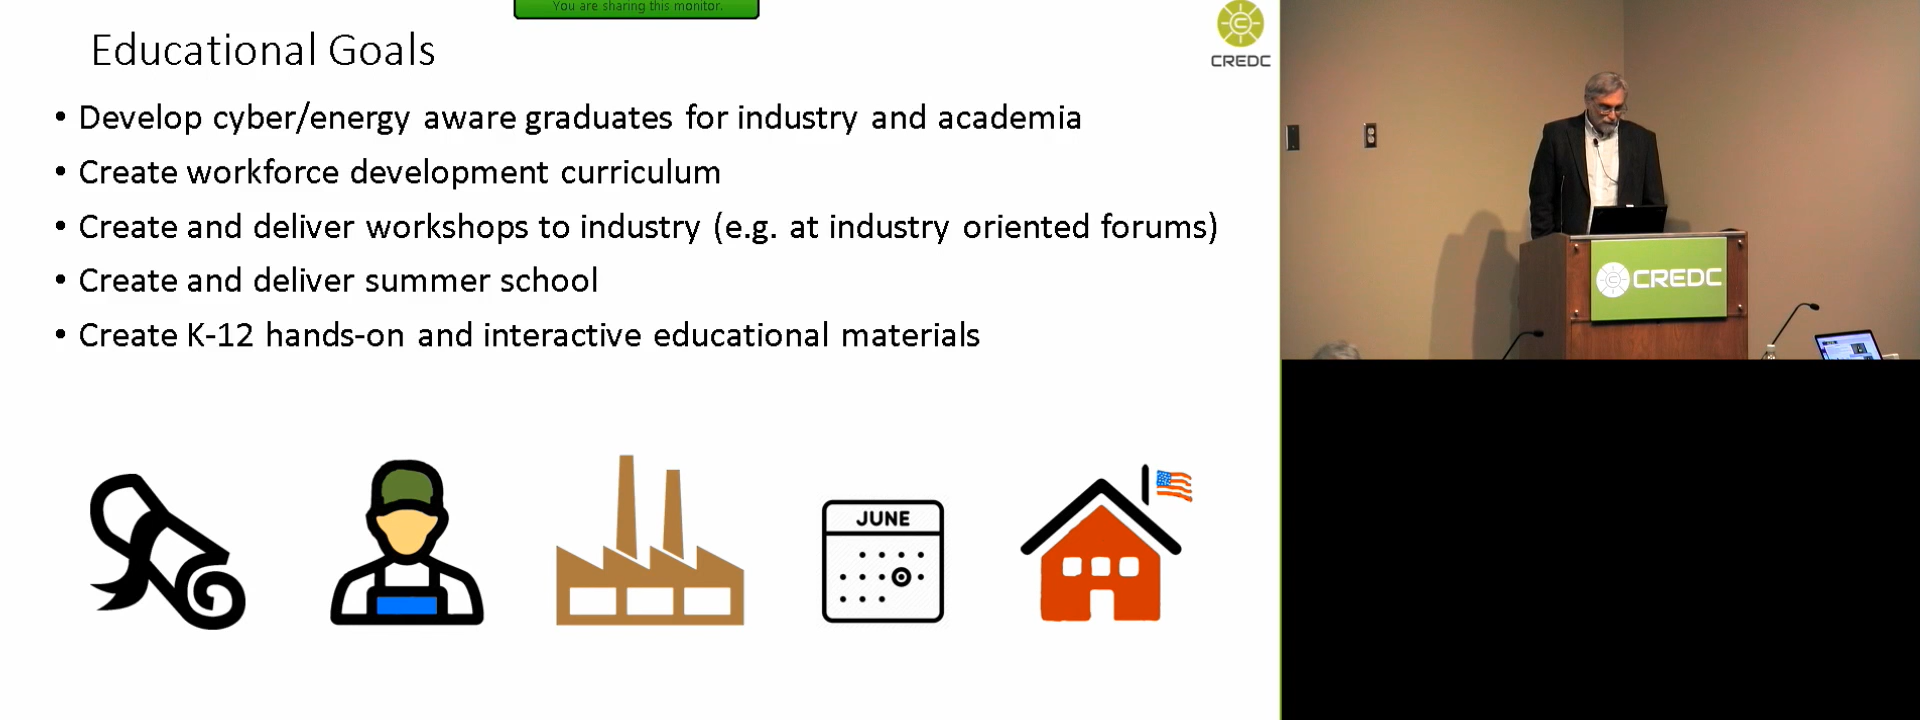 You are sharing this monitor.
Educational Goals
CREDC
• Develop cyber/energy aware graduates for industry and academia
• Create workforce development curriculum
• Create and deliver workshops to industry (e.g. at industry oriented forums)
• Create and deliver summer school
• Create K-12 hands-on and interactive educational materials
JUNE
C CREDC